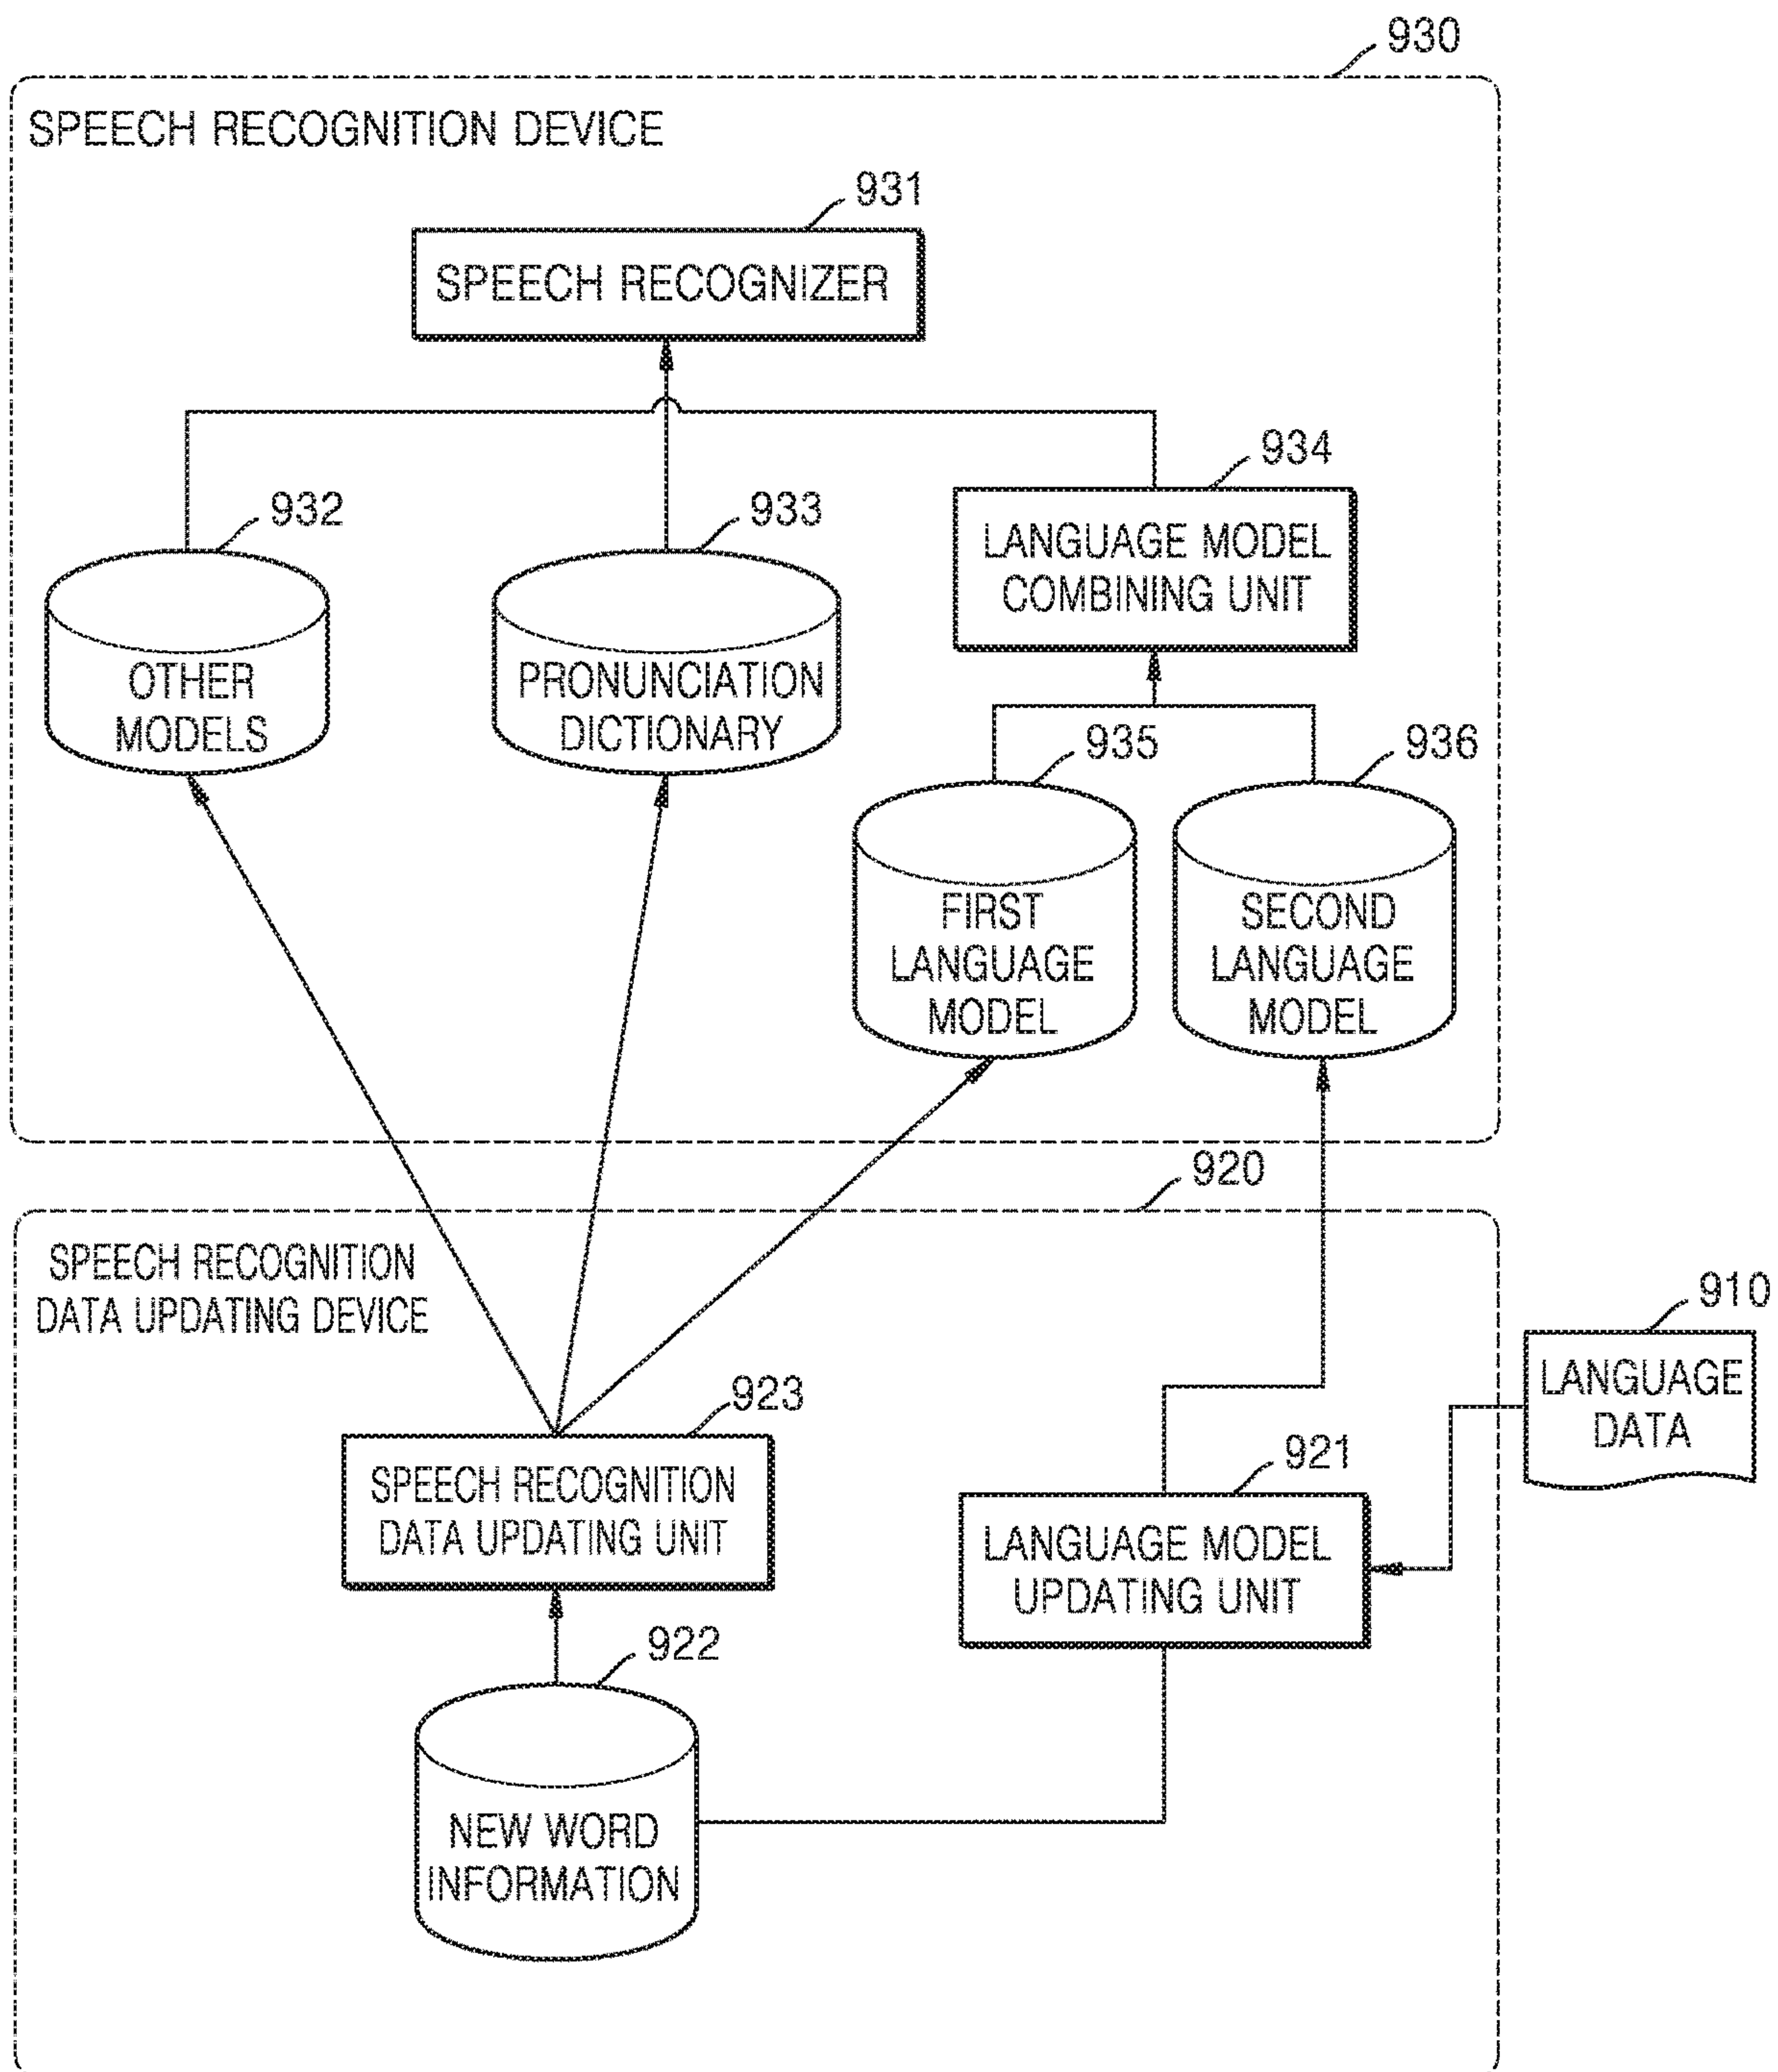 930
SPEECH RECOGNITION DEVICE
931
SPEECH RECOGNIZER
934
932
933
LANGUAGE MODEL
COMBINING UNIT
OTHER
MODELS
PRONUNCIATION
DICTIONARY
935
936
FIRST
LANGUAGE
MODEL
SECOND
LANGUAGE
MODEL
920
SPEECH RECOGNITION
DATA UPDATING DEVICE
910
LANGUAGE
DATA
923
SPEECH RECOGNITION
DATA UPDATING UNIT
921
LANGUAGE MODEL
UPDATING UNIT
922
NEW WORD
INFORMATION